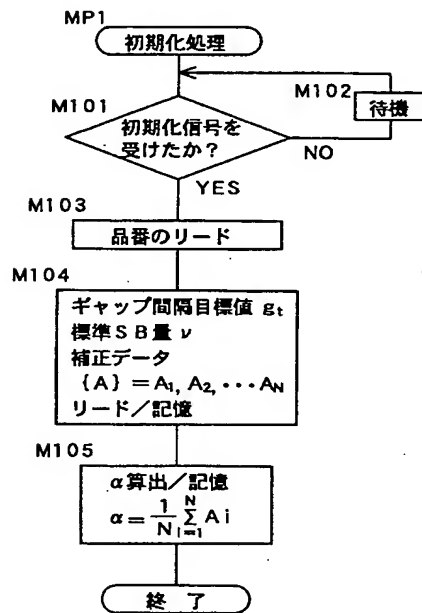 MP1
初期化処理
M101
M102
待機
初期化信号を
受けたか？
NO
YES
M103
品番のリード
M104
ギャップ間隔目標値 gt
標準SB量 ν
補正データ
{A}=A1, A2, ・・・AN
リード／記憶
M105
α算出／記憶
α=1/N Σ(i=1→N) Ai
終 了